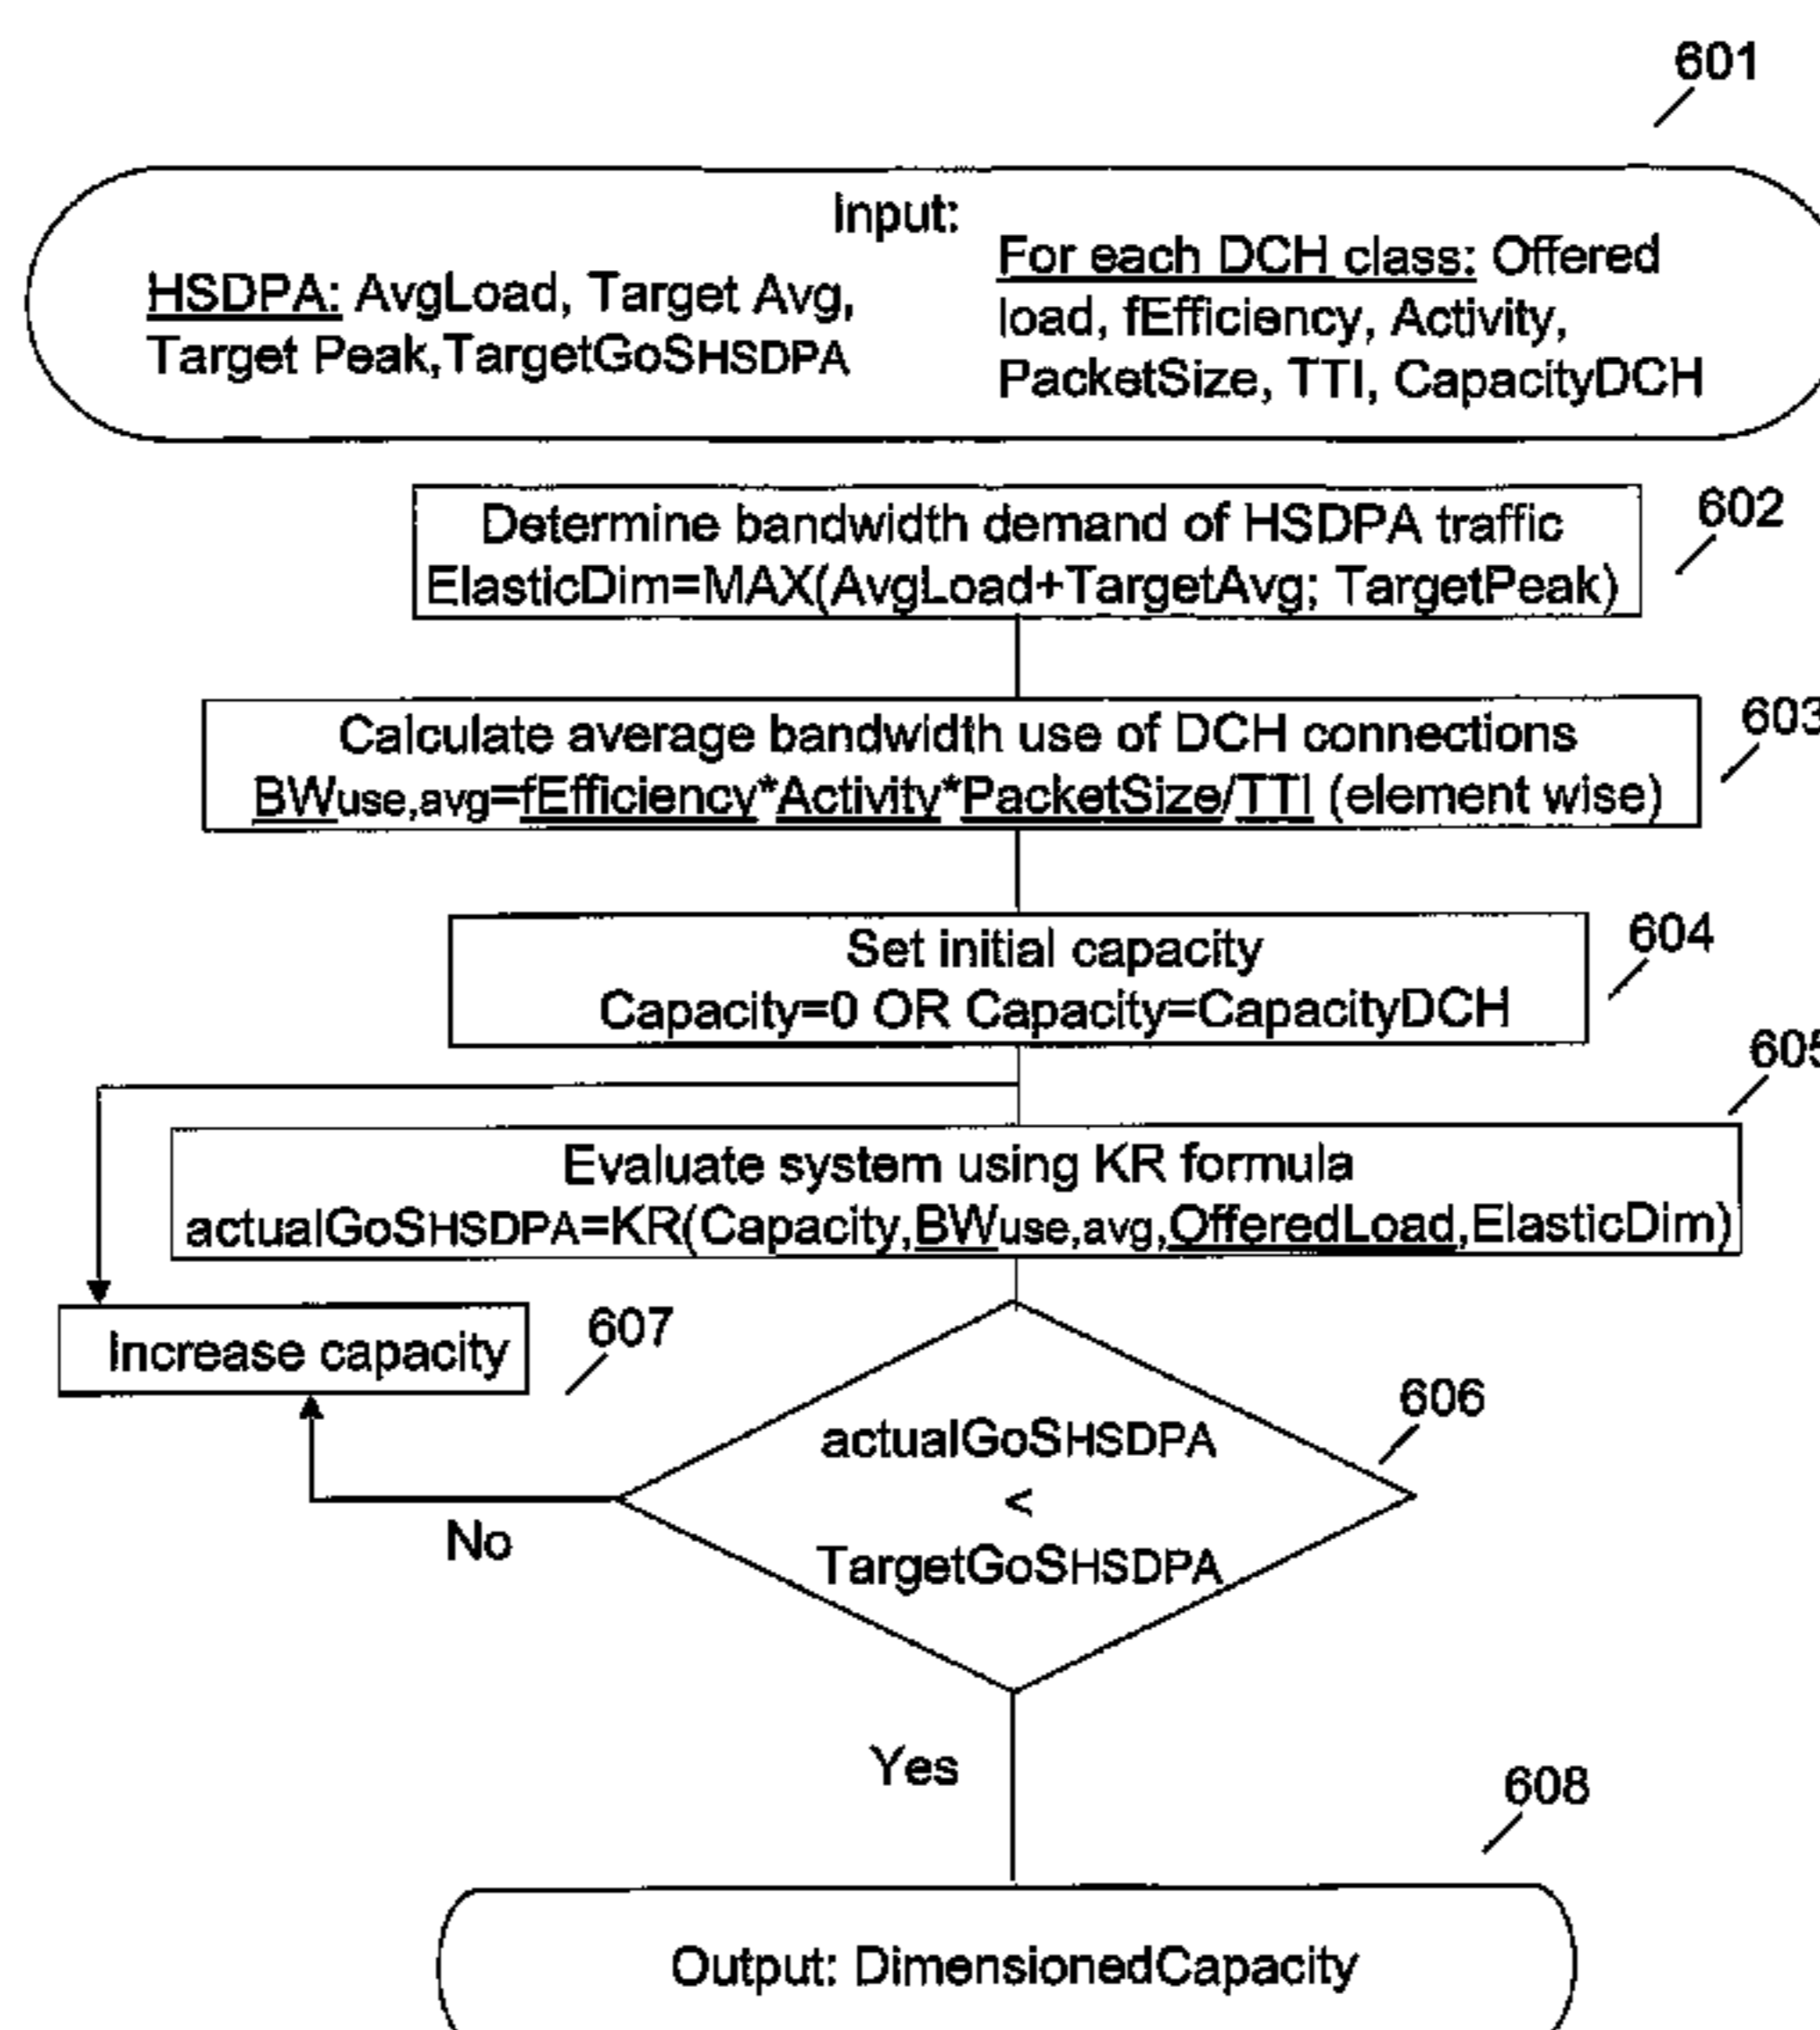 601
Input:
HSDPA: AvgLoad, Target Avg,
Target Peak,TargetGoSHSDPA
For each DCH class: Offered
load, fEfficiency, Activity,
PacketSize, TTI, CapacityDCH
602
Determine bandwidth demand of HSDPA traffic
ElasticDim=MAX(AvgLoad+TargetAvg; TargetPeak)
603
Calculate average bandwidth use of DCH connections
BWuse,avg=fEfficiency*Activity*PacketSize/TTI (element wise)
604
Set initial capacity
Capacity=0 OR Capacity=CapacityDCH
605
Evaluate system using KR formula
actualGoSHSDPA=KR(Capacity,BWuse,avg,OfferedLoad,ElasticDim)
607
Increase capacity
606
actualGoSHSDPA
<
TargetGoSHSDPA
No
Yes
608
Output: DimensionedCapacity